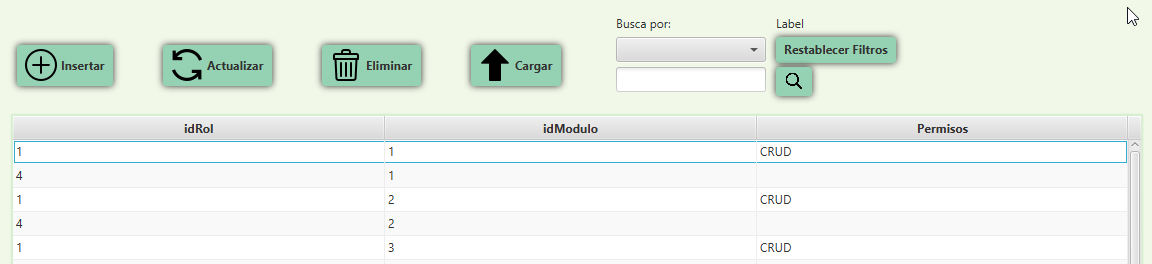 Busca por:
Label
Insertar
Actualizar
Eliminar
Cargar
Restablecer Filtros
idRol idModulo Permisos
1 1 CRUD
4 1
1 2 CRUD
4 2
1 3 CRUD